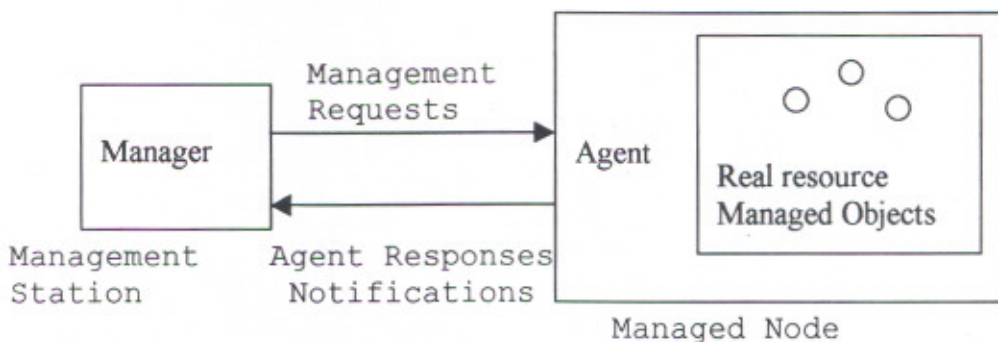 Management
Requests
Manager
Agent
Real resource
Managed Objects
Management
Station
Agent Responses
Notifications
Managed Node